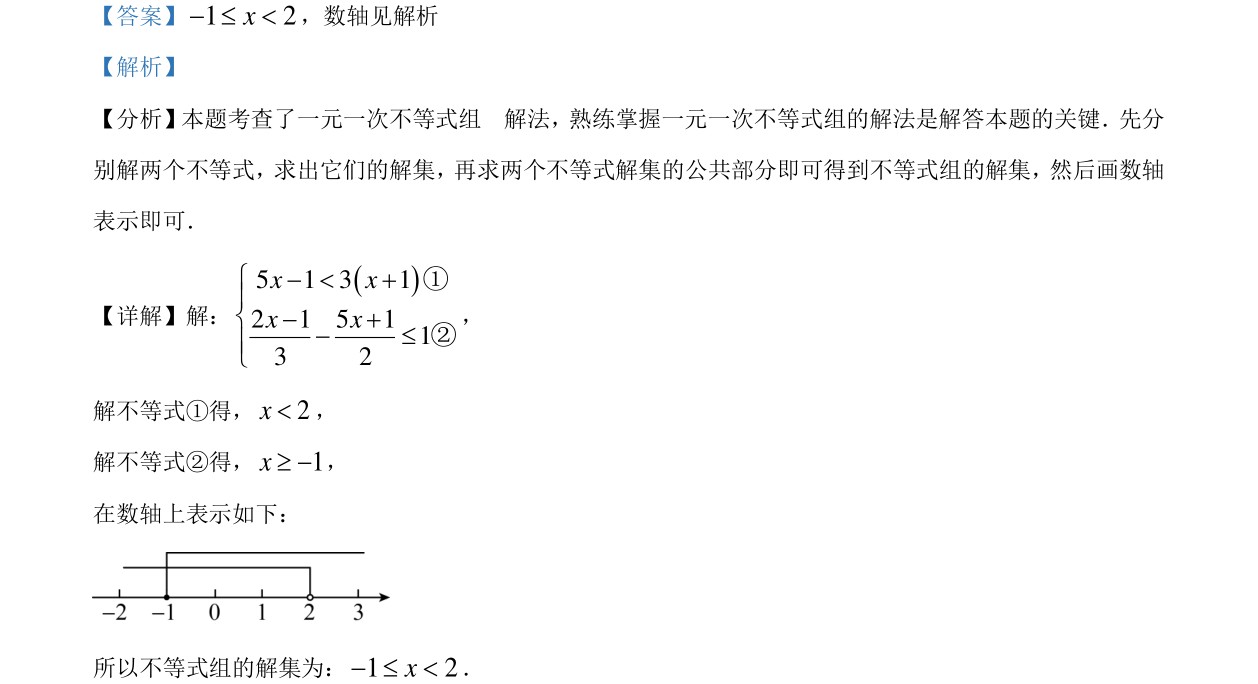 【答案】−1≤x<2，数轴见解析
【解析】
【分析】本题考查了一元一次不等式组 解法，熟练掌握一元一次不等式组的解法是解答本题的关键．先分
别解两个不等式，求出它们的解集，再求两个不等式解集的公共部分即可得到不等式组的解集，然后画数轴
表示即可．
【详解】解：{5x−1<3(x+1)①
(2x−1)/3 − (5x+1)/2 ≤1②，
解不等式①得，x<2，
解不等式②得，x≥−1，
在数轴上表示如下：
−2 −1 0 1 2 3
所以不等式组的解集为：−1≤x<2．